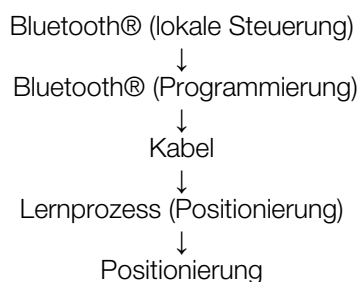 Bluetooth® (lokale Steuerung)
↓
Bluetooth® (Programmierung)
↓
Kabel
↓
Lernprozess (Positionierung)
↓
Positionierung